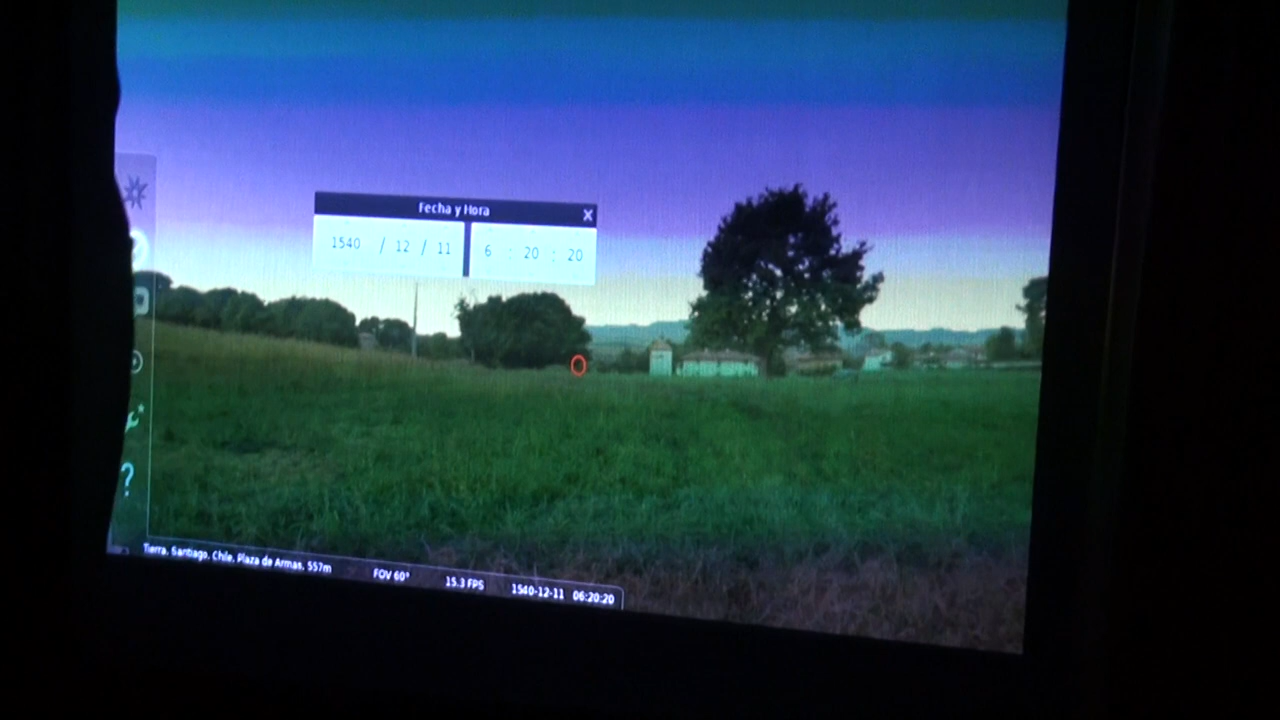 Fecha y Hora X
1540 / 12 / 11 6 : 20 : 20
?
Tierra, Santiago, Chile, Plaza de Armas, 557m FOV 60° 15.3 FPS 1540-12-11 06:20:20